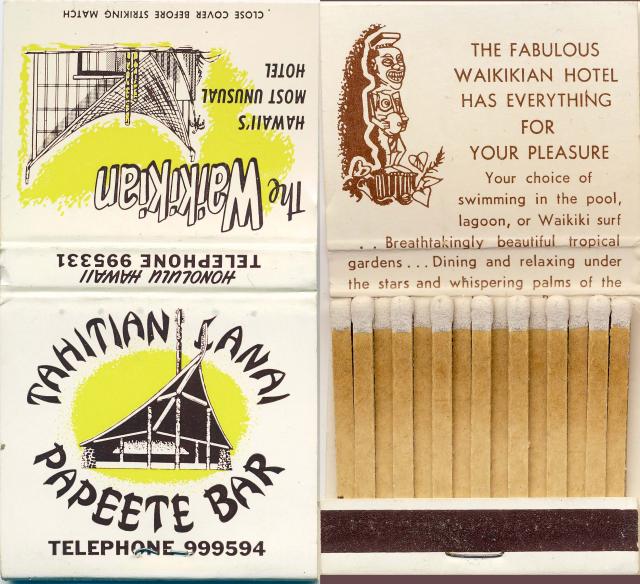 CLOSE COVER BEFORE STRIKING MATCH
The Waikikian
HAWAII'S
MOST UNUSUAL
HOTEL
HONOLULU HAWAII
TELEPHONE 995331
TAHITIAN LANAI
PAPEETE BAR
TELEPHONE 999594
THE FABULOUS
WAIKIKIAN HOTEL
HAS EVERYTHING
FOR
YOUR PLEASURE
Your choice of
swimming in the pool,
lagoon, or Waikiki surf
. . Breathtakingly beautiful tropical
gardens . . . Dining and relaxing under
the stars and whispering palms of the